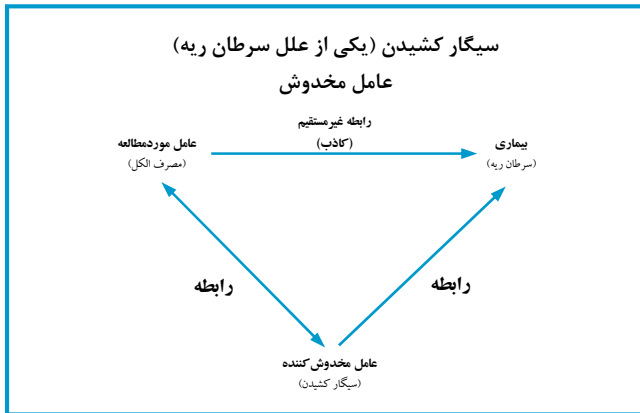 سیگار کشیدن (یکی از علل سرطان ریه)
عامل مخدوش
رابطه غیرمستقیم
(کاذب)
بیماری
(سرطان ریه)
عامل موردمطالعه
(مصرف الکل)
رابطه
رابطه
عامل مخدوش‌کننده
(سیگار کشیدن)